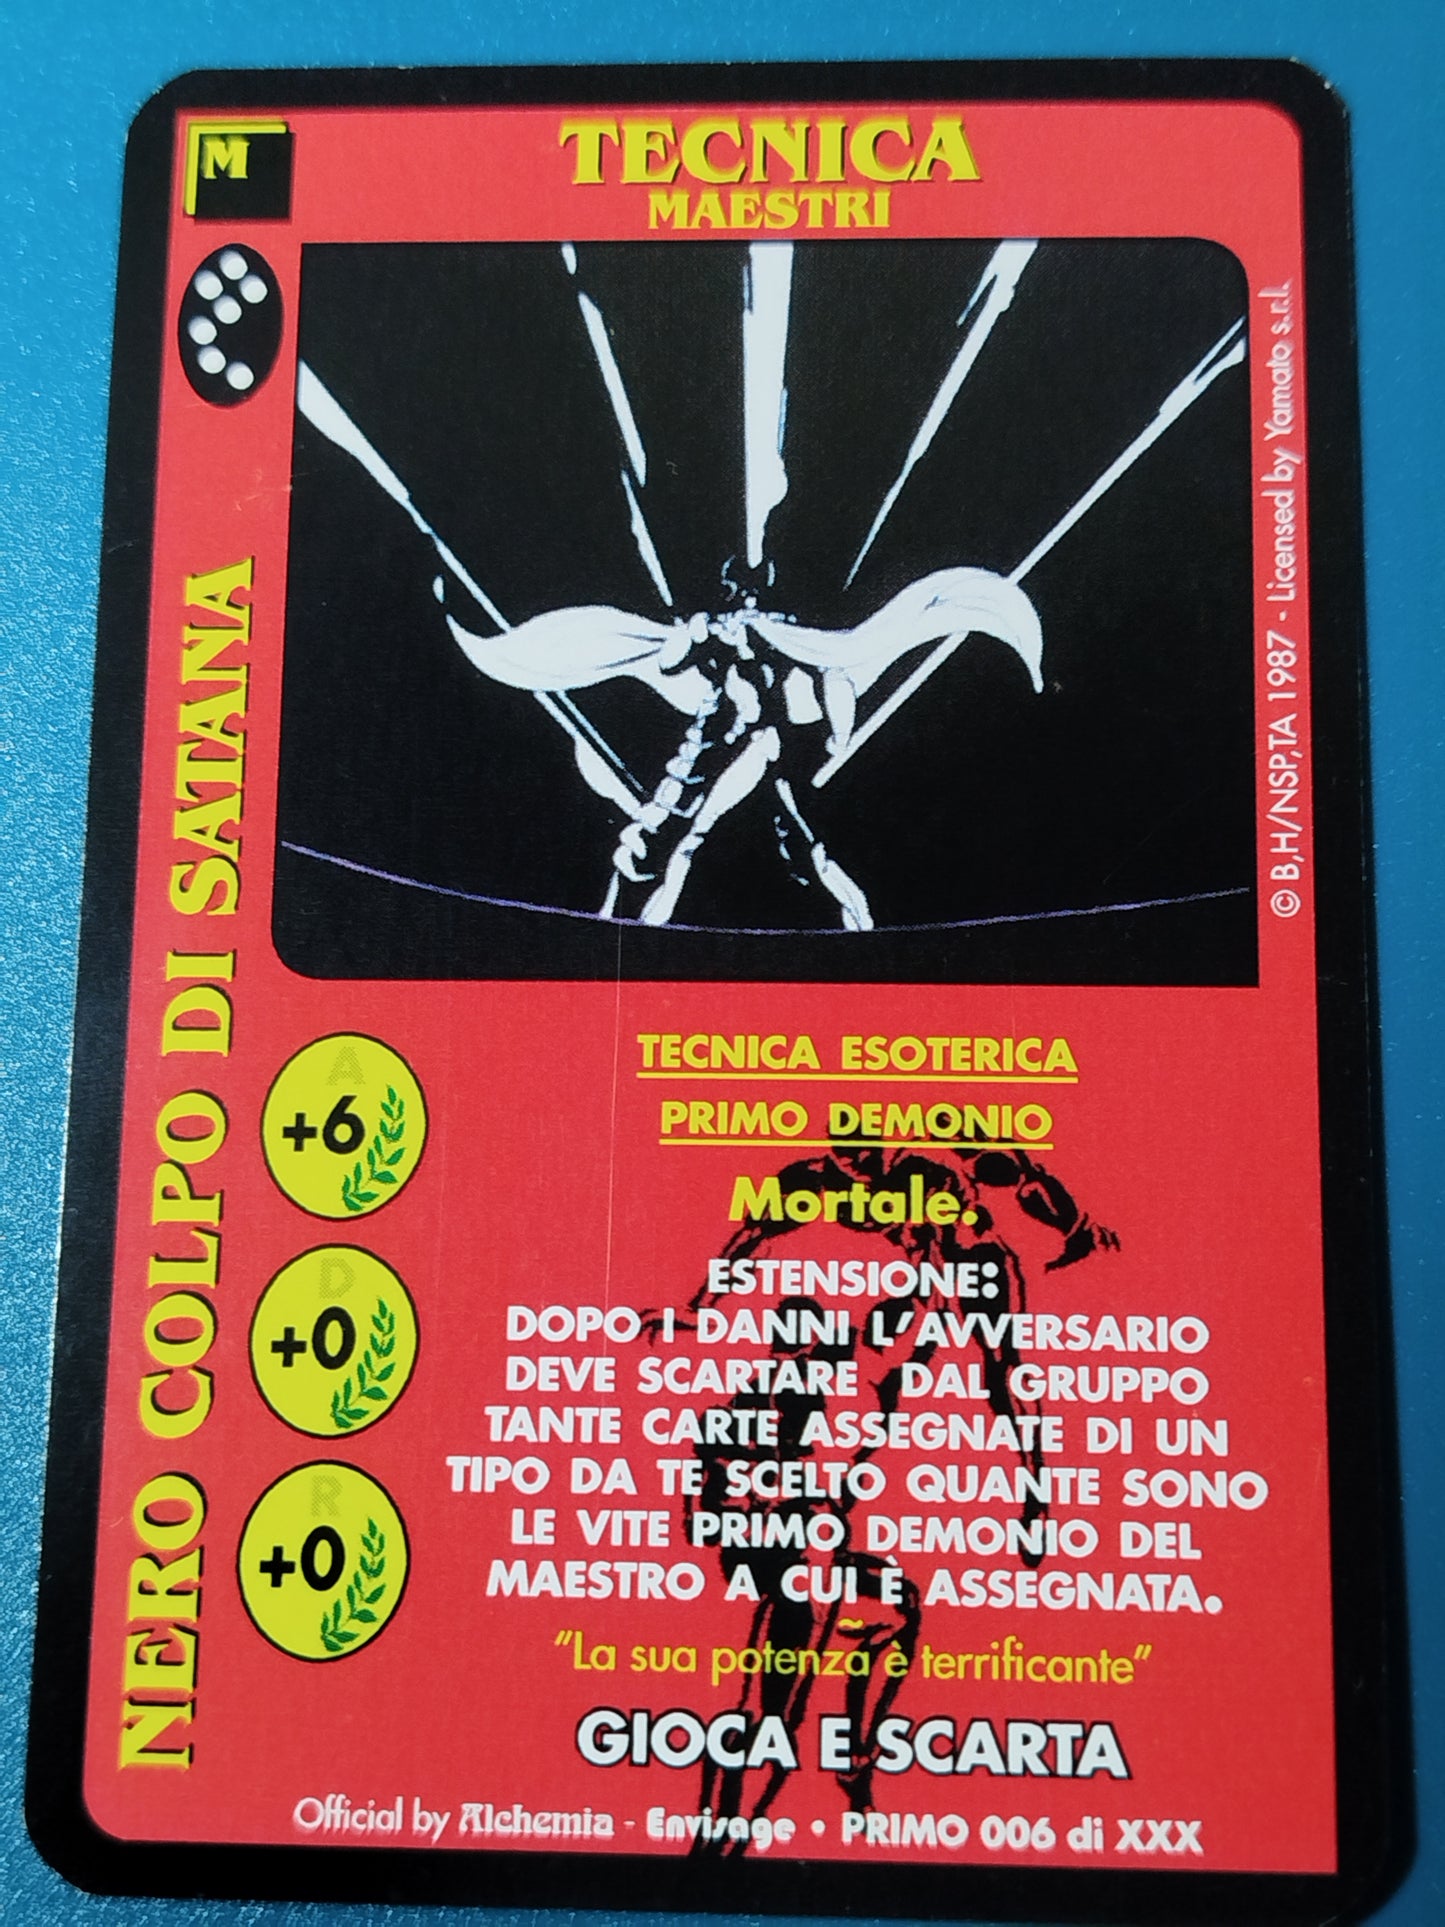 M
TECNICA
MAESTRI
© B,H/NSP,TA 1987 - Licensed by Yamato s.r.l.
NERO COLPO DI SATANA
A
+6
D
+0
R
+0
TECNICA ESOTERICA
PRIMO DEMONIO
Mortale.
ESTENSIONE:
DOPO I DANNI L'AVVERSARIO
DEVE SCARTARE DAL GRUPPO
TANTE CARTE ASSEGNATE DI UN
TIPO DA TE SCELTO QUANTE SONO
LE VITE PRIMO DEMONIO DEL
MAESTRO A CUI È ASSEGNATA.
~
"La sua potenza è terrificante"
GIOCA E SCARTA
Official by Alchemia - Envisage • PRIMO 006 di XXX